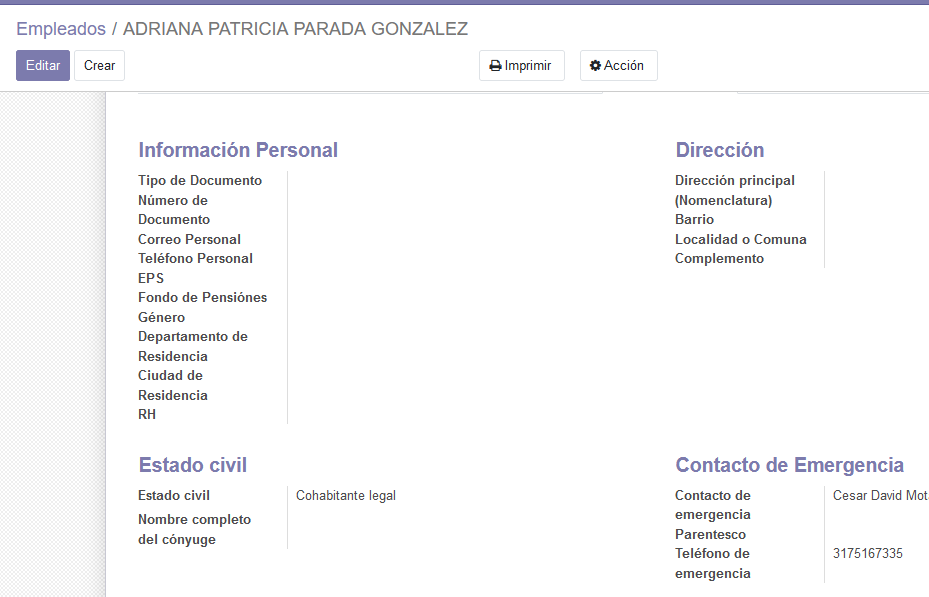 Empleados / ADRIANA PATRICIA PARADA GONZALEZ
Editar Crear Imprimir Acción
Información Personal
Tipo de Documento
Número de
Documento
Correo Personal
Teléfono Personal
EPS
Fondo de Pensiónes
Género
Departamento de
Residencia
Ciudad de
Residencia
RH
Dirección
Dirección principal
(Nomenclatura)
Barrio
Localidad o Comuna
Complemento
Estado civil
Estado civil Cohabitante legal
Nombre completo
del cónyuge
Contacto de Emergencia
Contacto de Cesar David
emergencia
Parentesco
Teléfono de 3175167335
emergencia